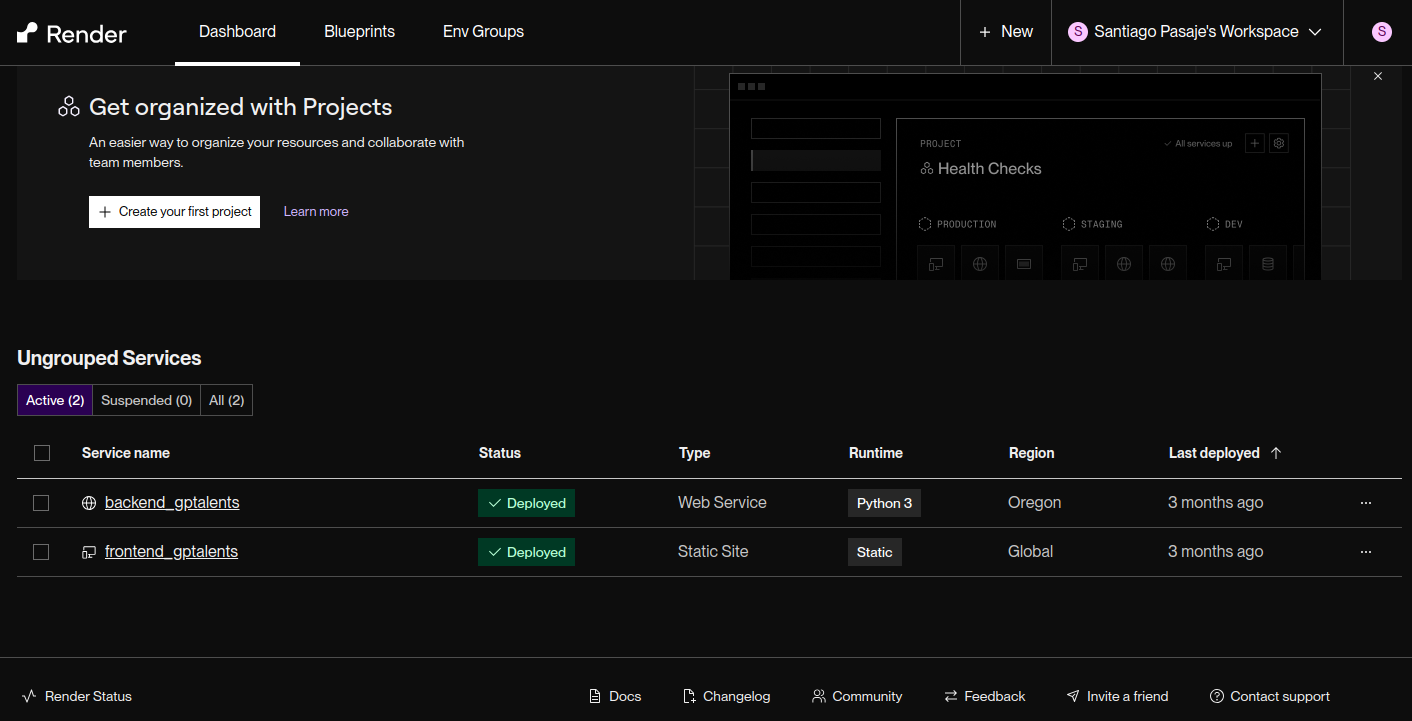 Render
Dashboard
Blueprints
Env Groups
+ New
S Santiago Pasaje's Workspace
S
Get organized with Projects
An easier way to organize your resources and collaborate with
team members.
+ Create your first project
Learn more
PROJECT
All services up
Health Checks
PRODUCTION
STAGING
DEV
Ungrouped Services
Active (2)
Suspended (0)
All (2)
Service name
Status
Type
Runtime
Region
Last deployed
backend_gptalents
Deployed
Web Service
Python 3
Oregon
3 months ago
frontend_gptalents
Deployed
Static Site
Static
Global
3 months ago
Render Status
Docs
Changelog
Community
Feedback
Invite a friend
Contact support